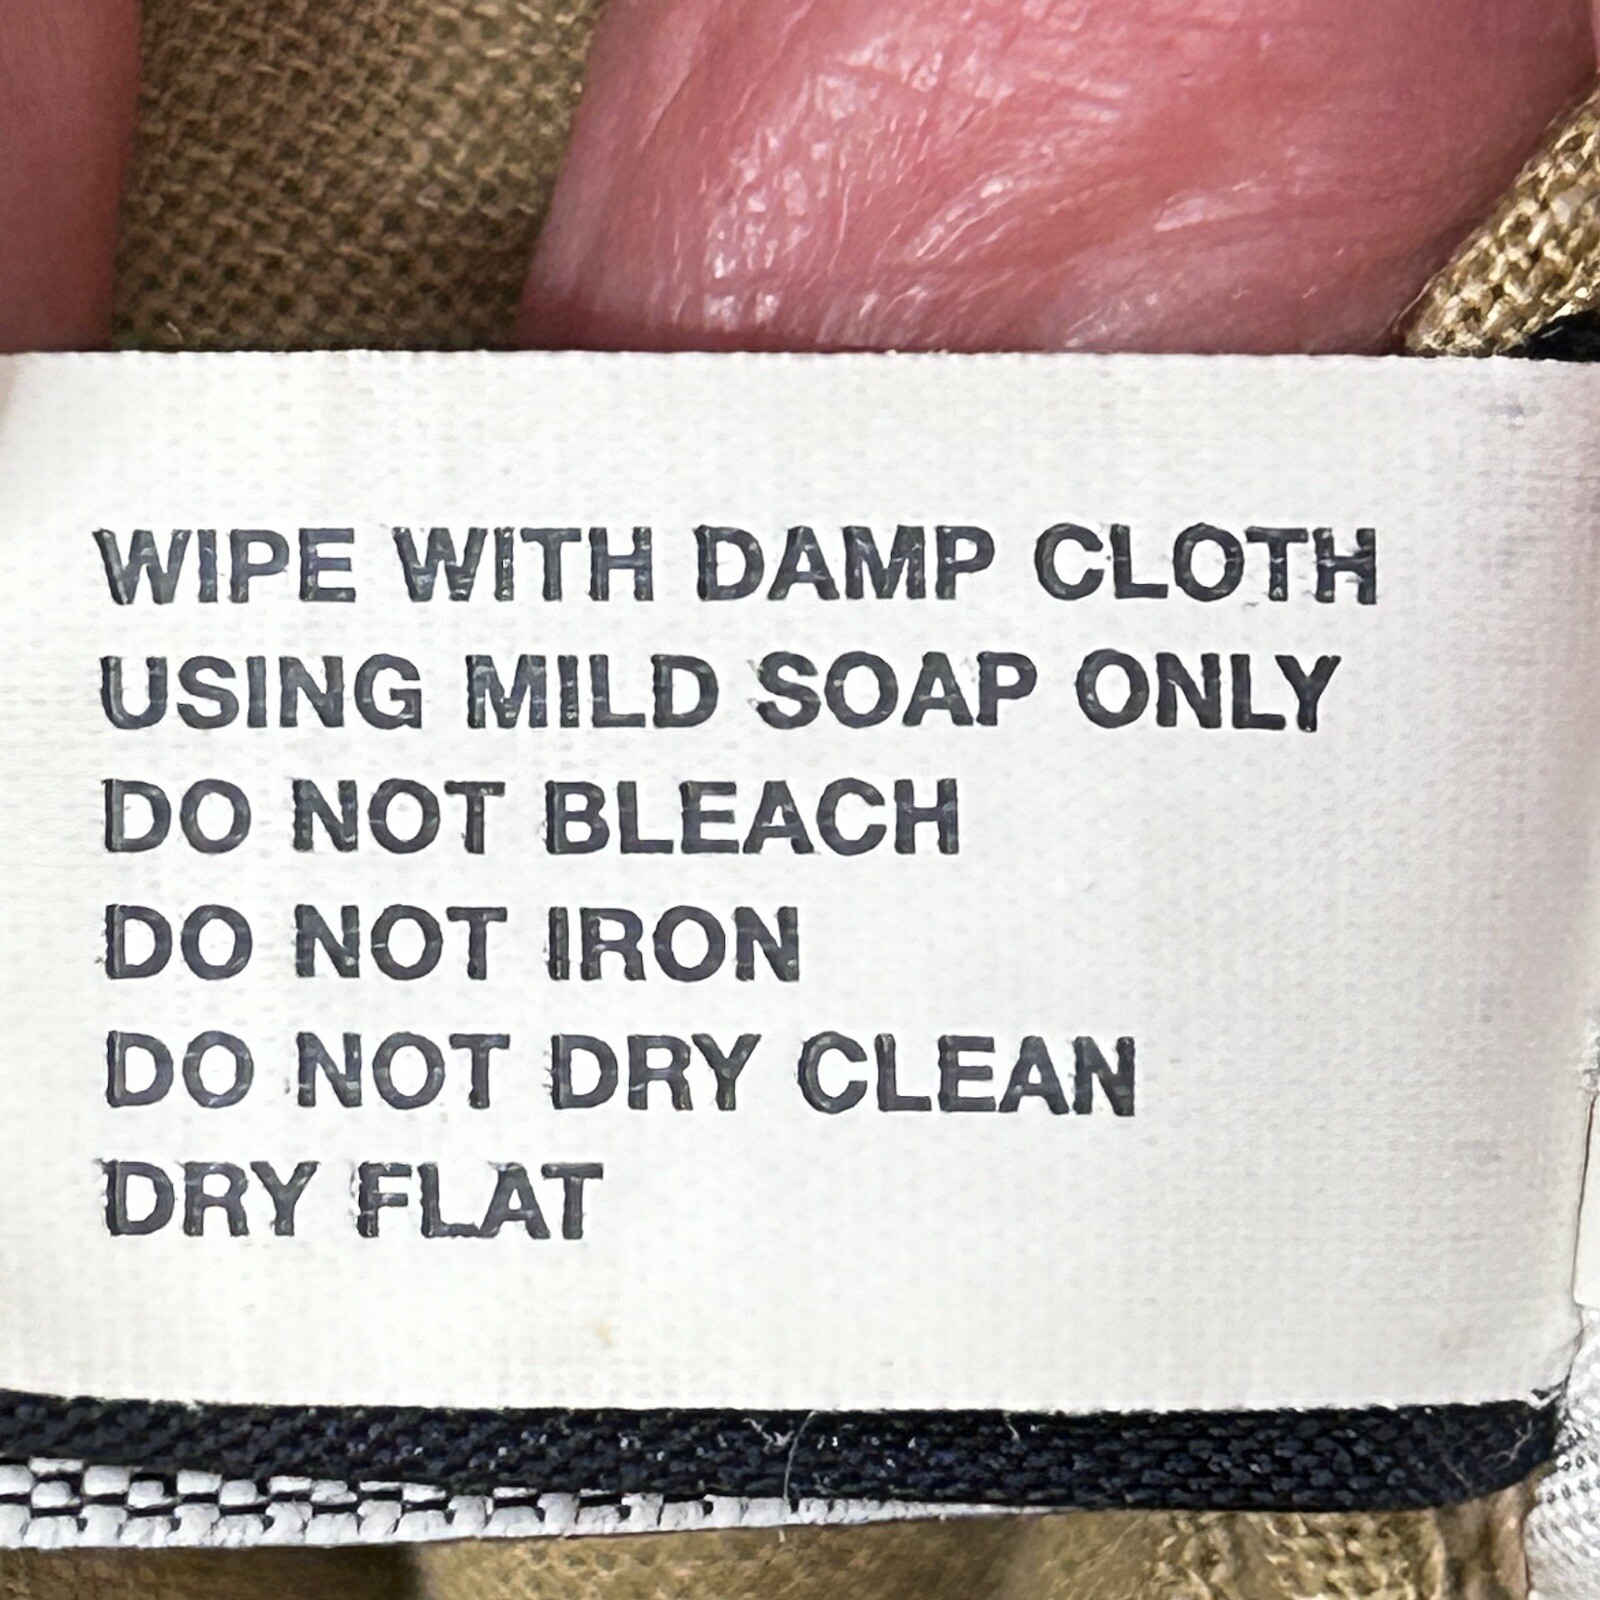 WIPE WITH DAMP CLOTH
USING MILD SOAP ONLY
DO NOT BLEACH
DO NOT IRON
DO NOT DRY CLEAN
DRY FLAT